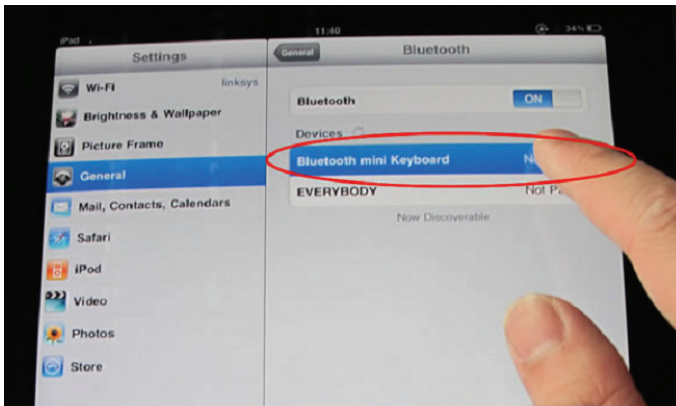 11:40
34%
iPad
Settings
General
Bluetooth
Wi-Fi linksys
Brightness & Wallpaper
Picture Frame
General
Mail, Contacts, Calendars
Safari
iPod
Video
Photos
Store
Bluetooth ON
Devices
Bluetooth mini Keyboard
EVERYBODY Not
Now Discoverable